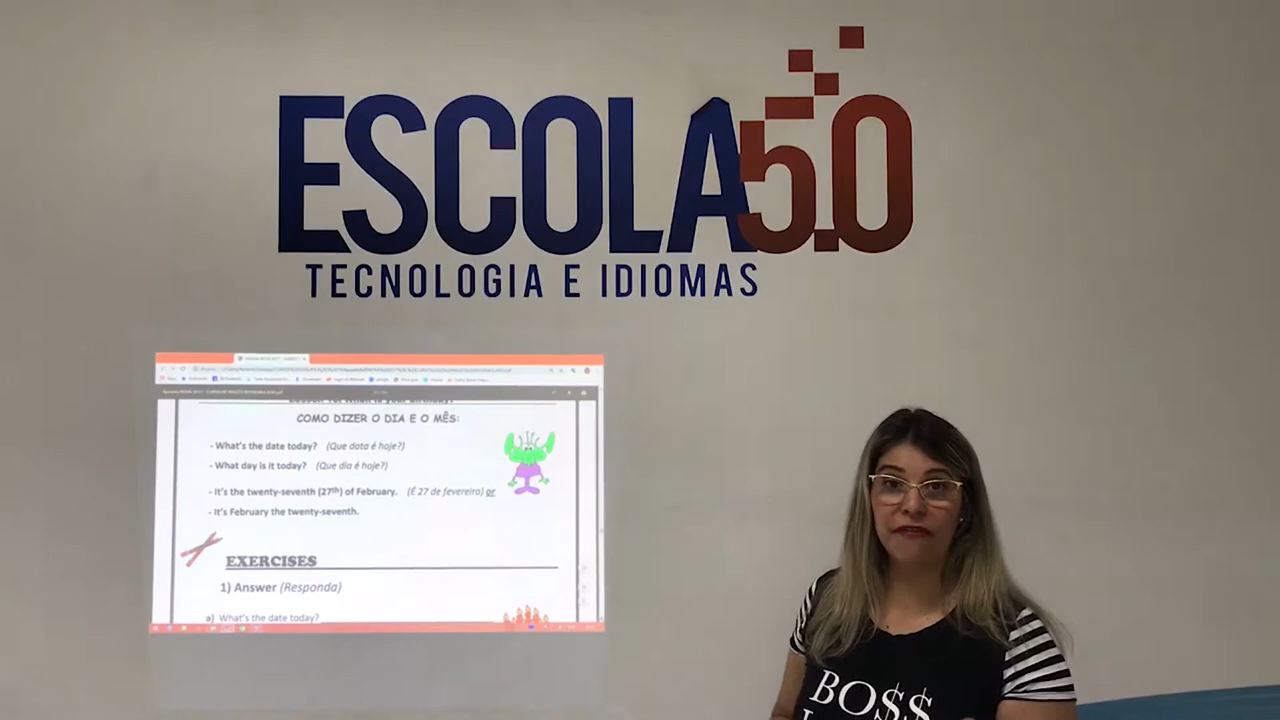 ESCOLA 5.0
TECNOLOGIA E IDIOMAS
COMO DIZER O DIA E O MÊS:
- What's the date today? (Que data é hoje?)
- What day is it today? (Que dia é hoje?)
- It's the twenty-seventh (27th) of February. (É 27 de fevereiro) or
- It's February the twenty-seventh.
EXERCISES
1) Answer (Responda)
a) What's the date today?
BO$$